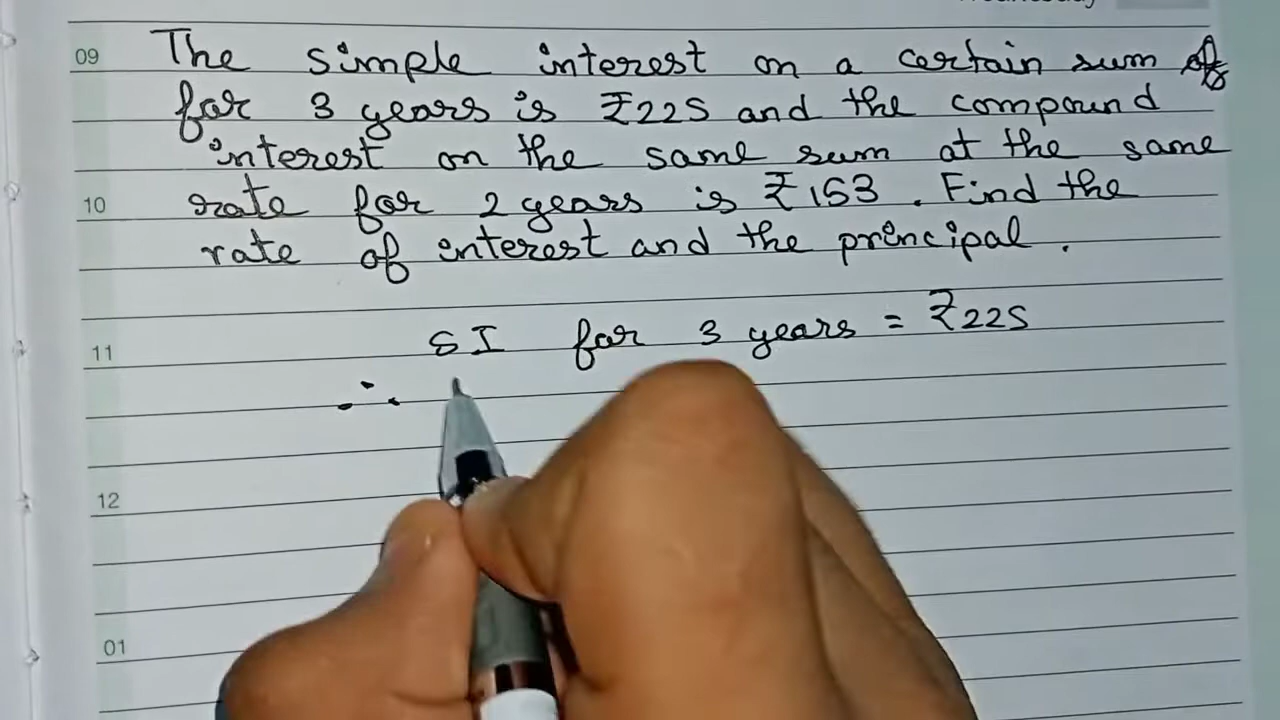 09 The simple interest on a certain sum of
for 3 years is ₹225 and the compound
interest on the same sum at the same
10 rate for 2 years is ₹153. Find the
rate of interest and the principal.
11 SI for 3 years = ₹225
∴
12
01